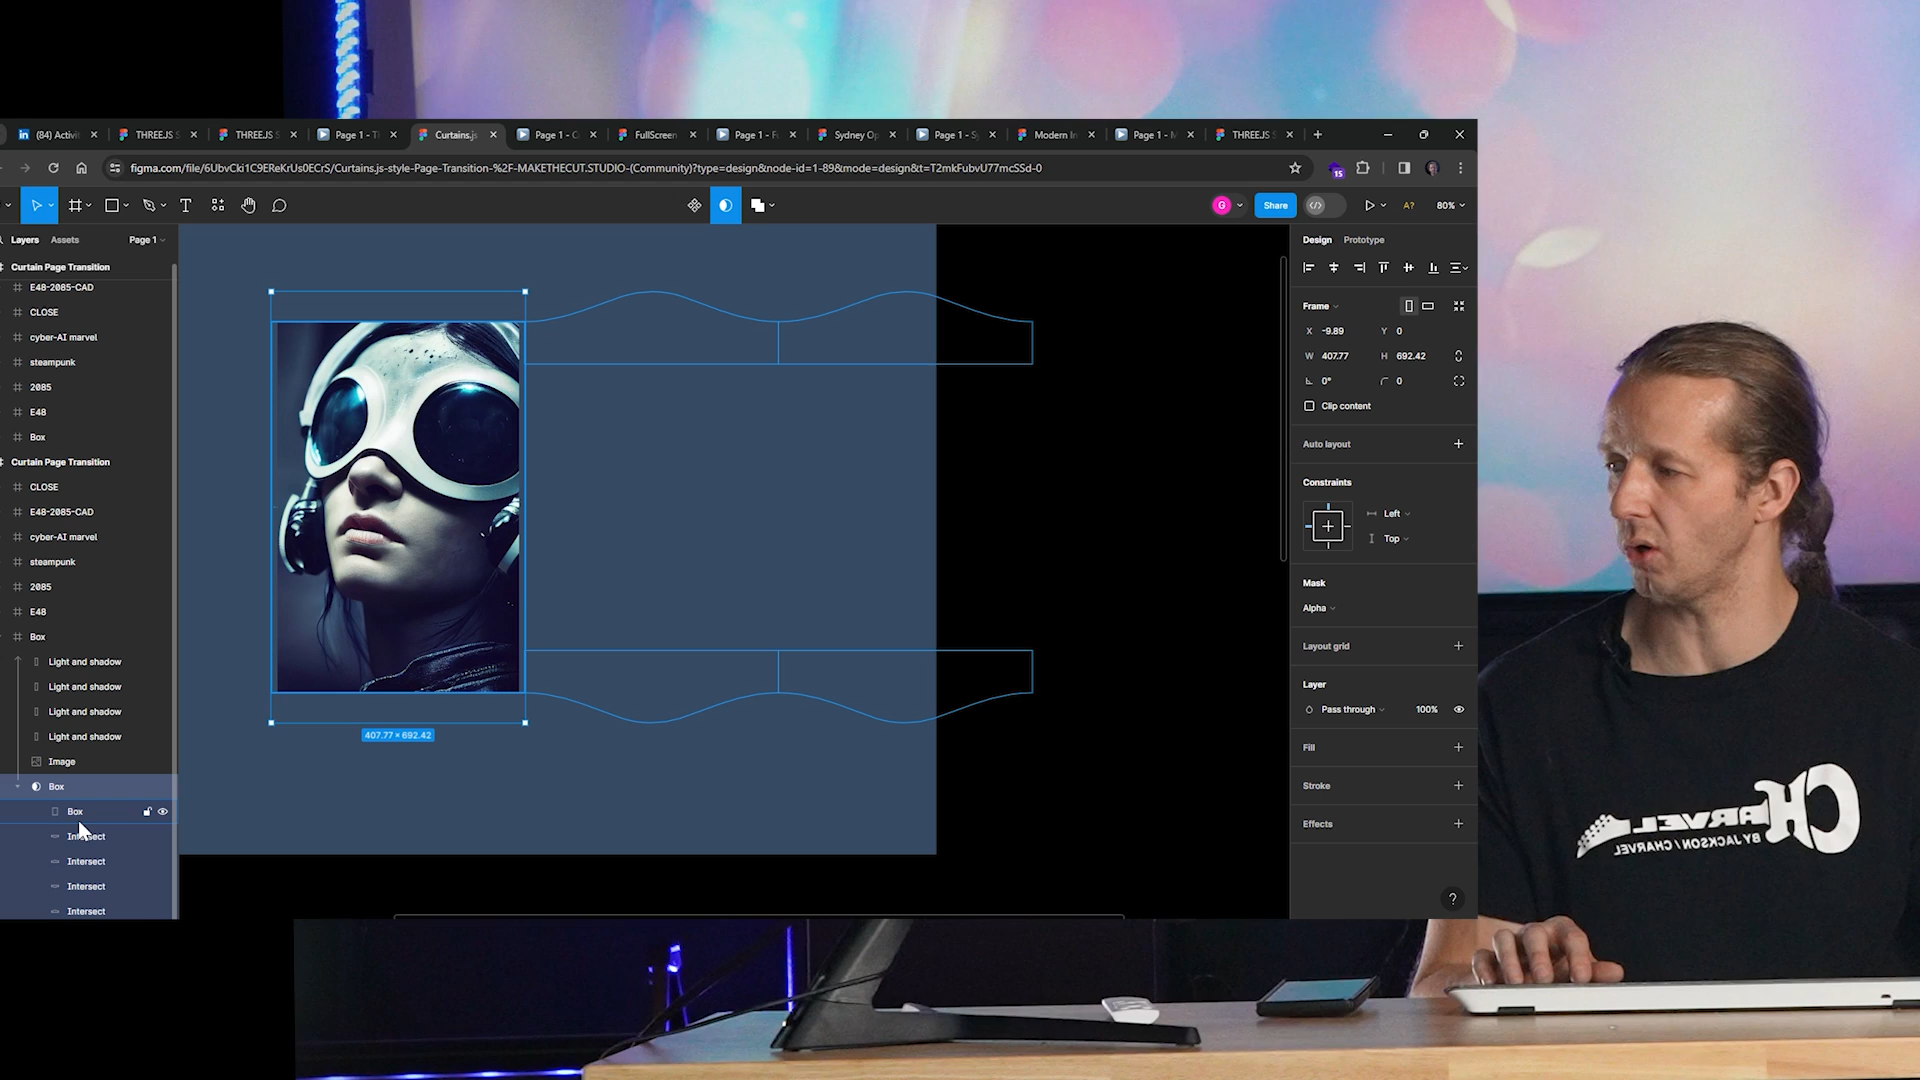 (84) Activit
THREEJS S
THREEJS S
Page 1 - Tl
Curtains.js
Page 1 - C
FullScreen
Page 1 - Fu
Sydney Op
Page 1 - Sy
Modern In
Page 1 - M
THREEJS S
figma.com/file/6UbvCki1C9EReKrUs0ECrS/Curtains.js-style-Page-Transition-%2F-MAKETHECUT.STUDIO-(Community)?type=design&node-id=1-89&mode=design&t=T2mkFubvU77mcSSd-0
15
G
Share
A?
80%
Layers
Assets
Page 1
Curtain Page Transition
E48-2085-CAD
CLOSE
cyber-AI marvel
steampunk
2085
E48
Box
Curtain Page Transition
CLOSE
E48-2085-CAD
cyber-AI marvel
steampunk
2085
E48
Box
Light and shadow
Light and shadow
Light and shadow
Light and shadow
Image
Box
Box
Intersect
Intersect
Intersect
Intersect
407.77 × 692.42
Design
Prototype
Frame
X -9.89
Y 0
W 407.77
H 692.42
0°
0
Clip content
Auto layout
Constraints
Left
Top
Mask
Alpha
Layout grid
Layer
Pass through
100%
Fill
Stroke
Effects
?
CHARVEL
BY JACKSON/CHARVEL